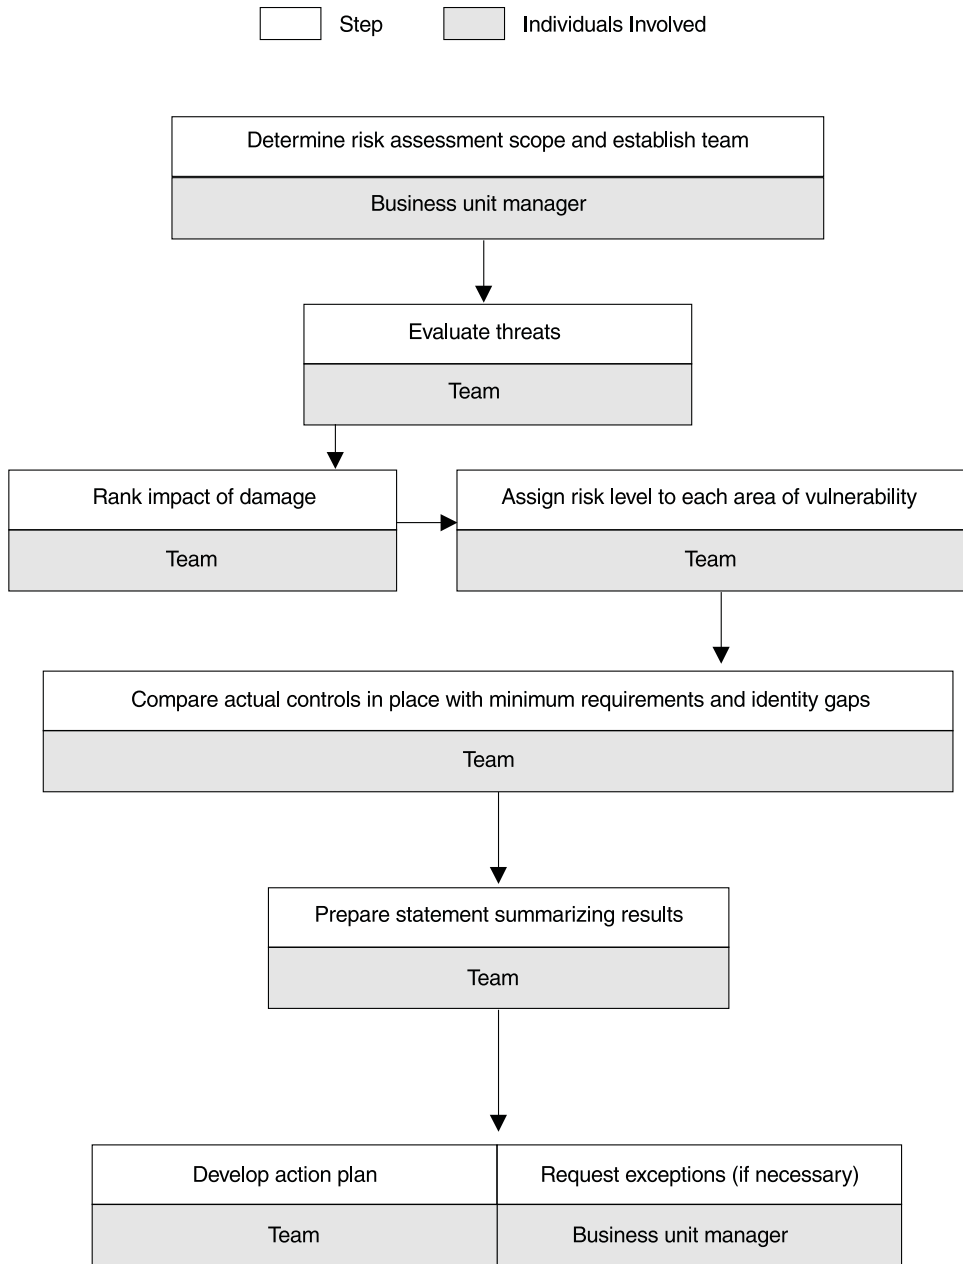 Step
Individuals Involved
Determine risk assessment scope and establish team
Business unit manager
Evaluate threats
Team
Rank impact of damage
Team
Assign risk level to each area of vulnerability
Team
Compare actual controls in place with minimum requirements and identity gaps
Team
Prepare statement summarizing results
Team
Develop action plan
Team
Request exceptions (if necessary)
Business unit manager